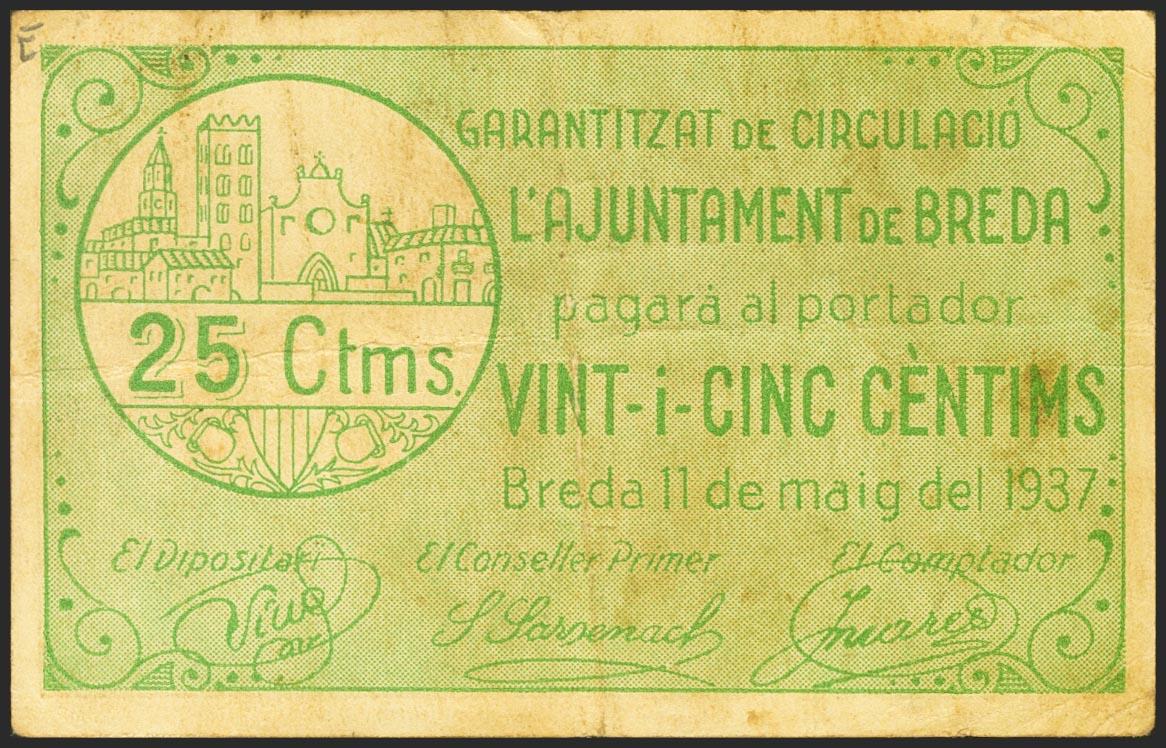 GARANTITZAT DE CIRCULACIÓ
L'AJUNTAMENT DE BREDA
pagarà al portador
VINT-i-CINC CÈNTIMS
Breda 11 de maig del 1937
25 Ctms.
El Dipositari
El Conseller Primer
El Comptador